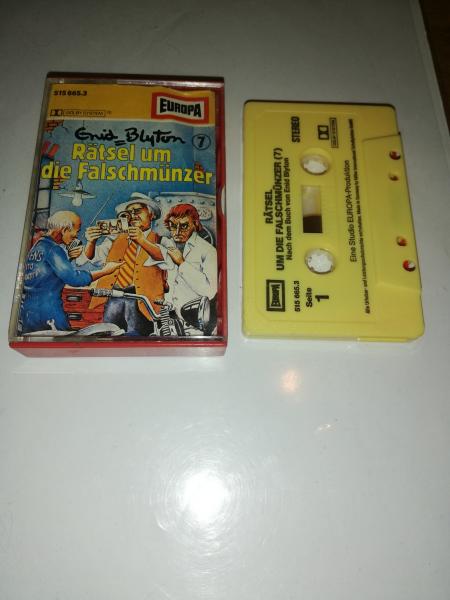 515 665.3
DOLBY SYSTEM
EUROPA
Enid Blyton
7
Rätsel um
die Falschmünzer
STEREO
RÄTSEL
UM DIE FALSCHMÜNZER (7)
Nach dem Buch von Enid Blyton
EUROPA
515 665.3
Seite
1
Eine Studio EUROPA-Produktion